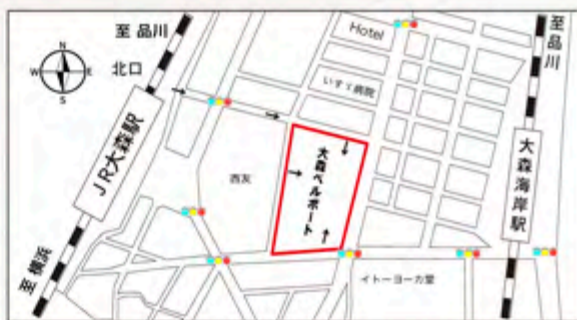 至 品川
北口
N
W
E
S
JR大森駅
至 横浜
Hotel
いすゞ病院
西友
大森ベルポート
イトーヨーカ堂
至 品川
大森海岸駅